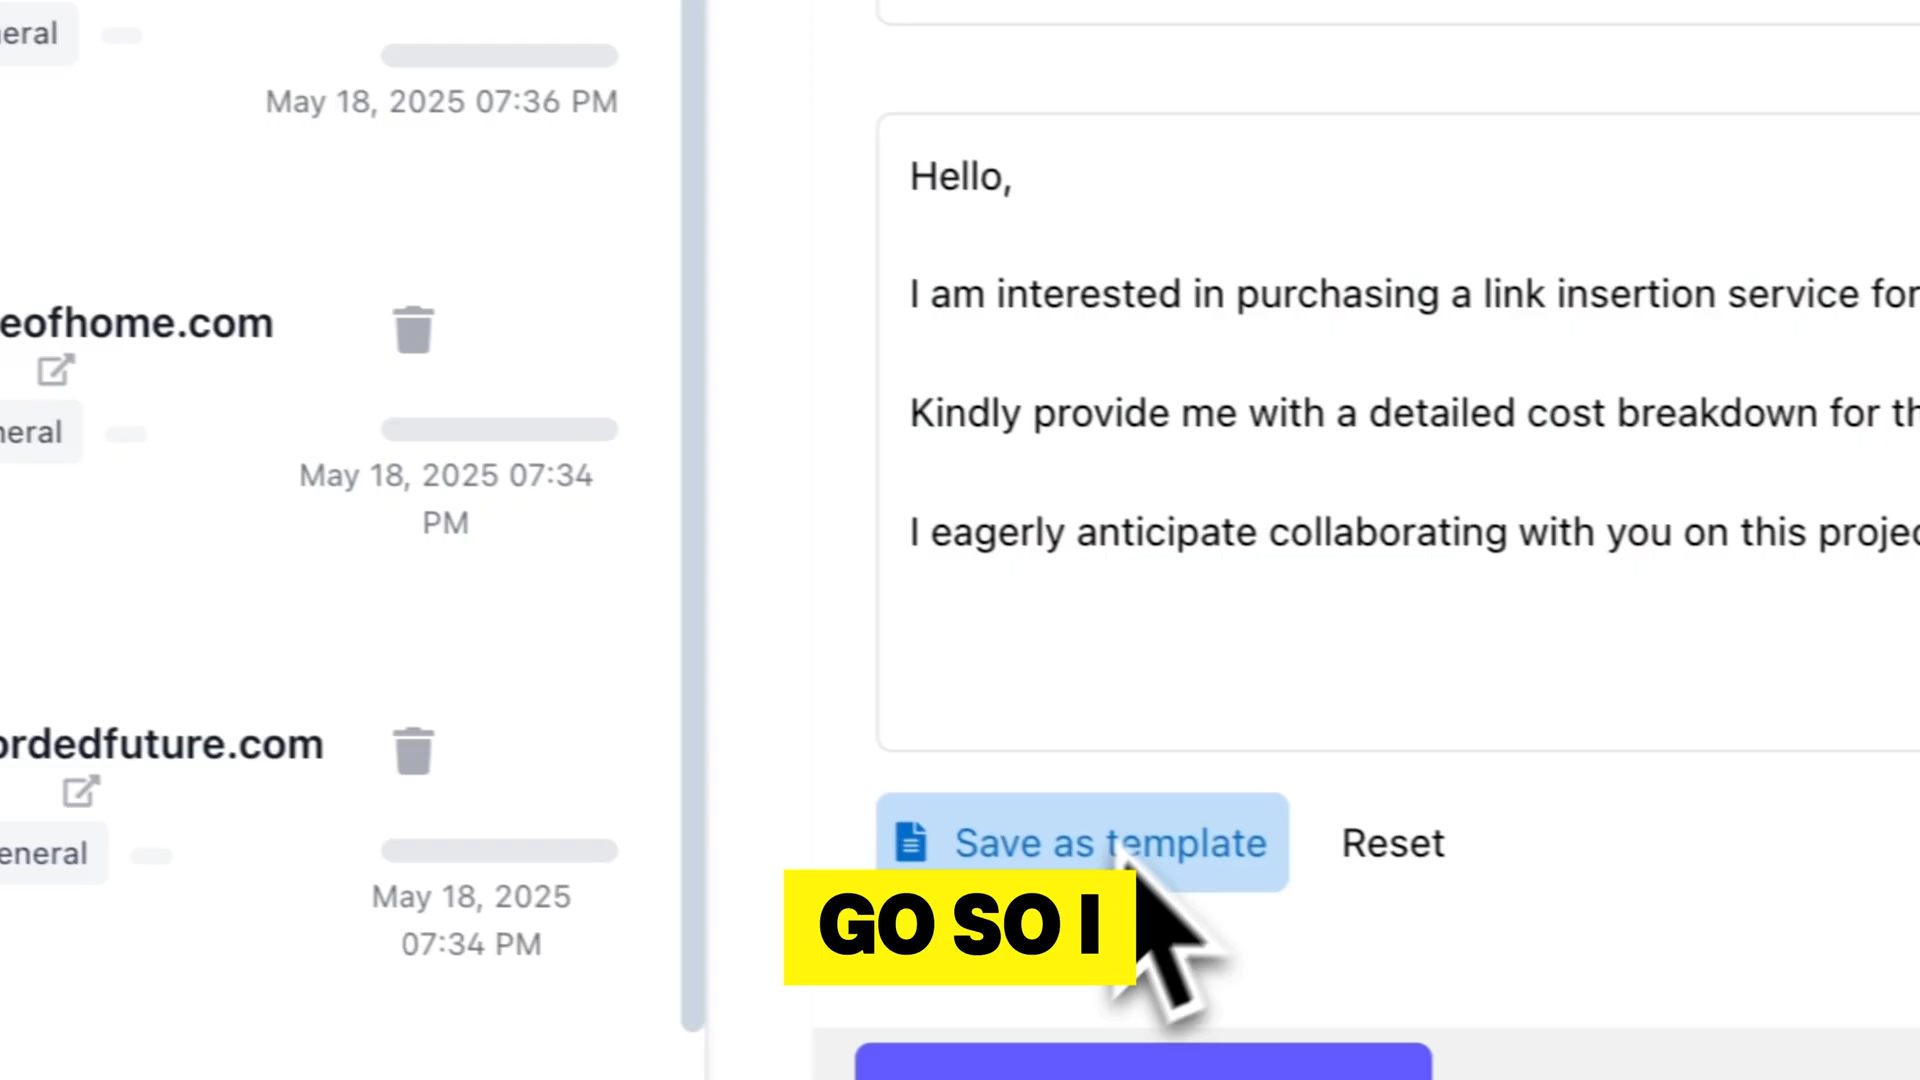 eral
May 18, 2025 07:36 PM
eofhome.com
neral
May 18, 2025 07:34
PM
ordedfuture.com
eneral
May 18, 2025
07:34 PM
Hello,
I am interested in purchasing a link insertion service for
Kindly provide me with a detailed cost breakdown for th
I eagerly anticipate collaborating with you on this projec
Save as template
Reset
GO SO I